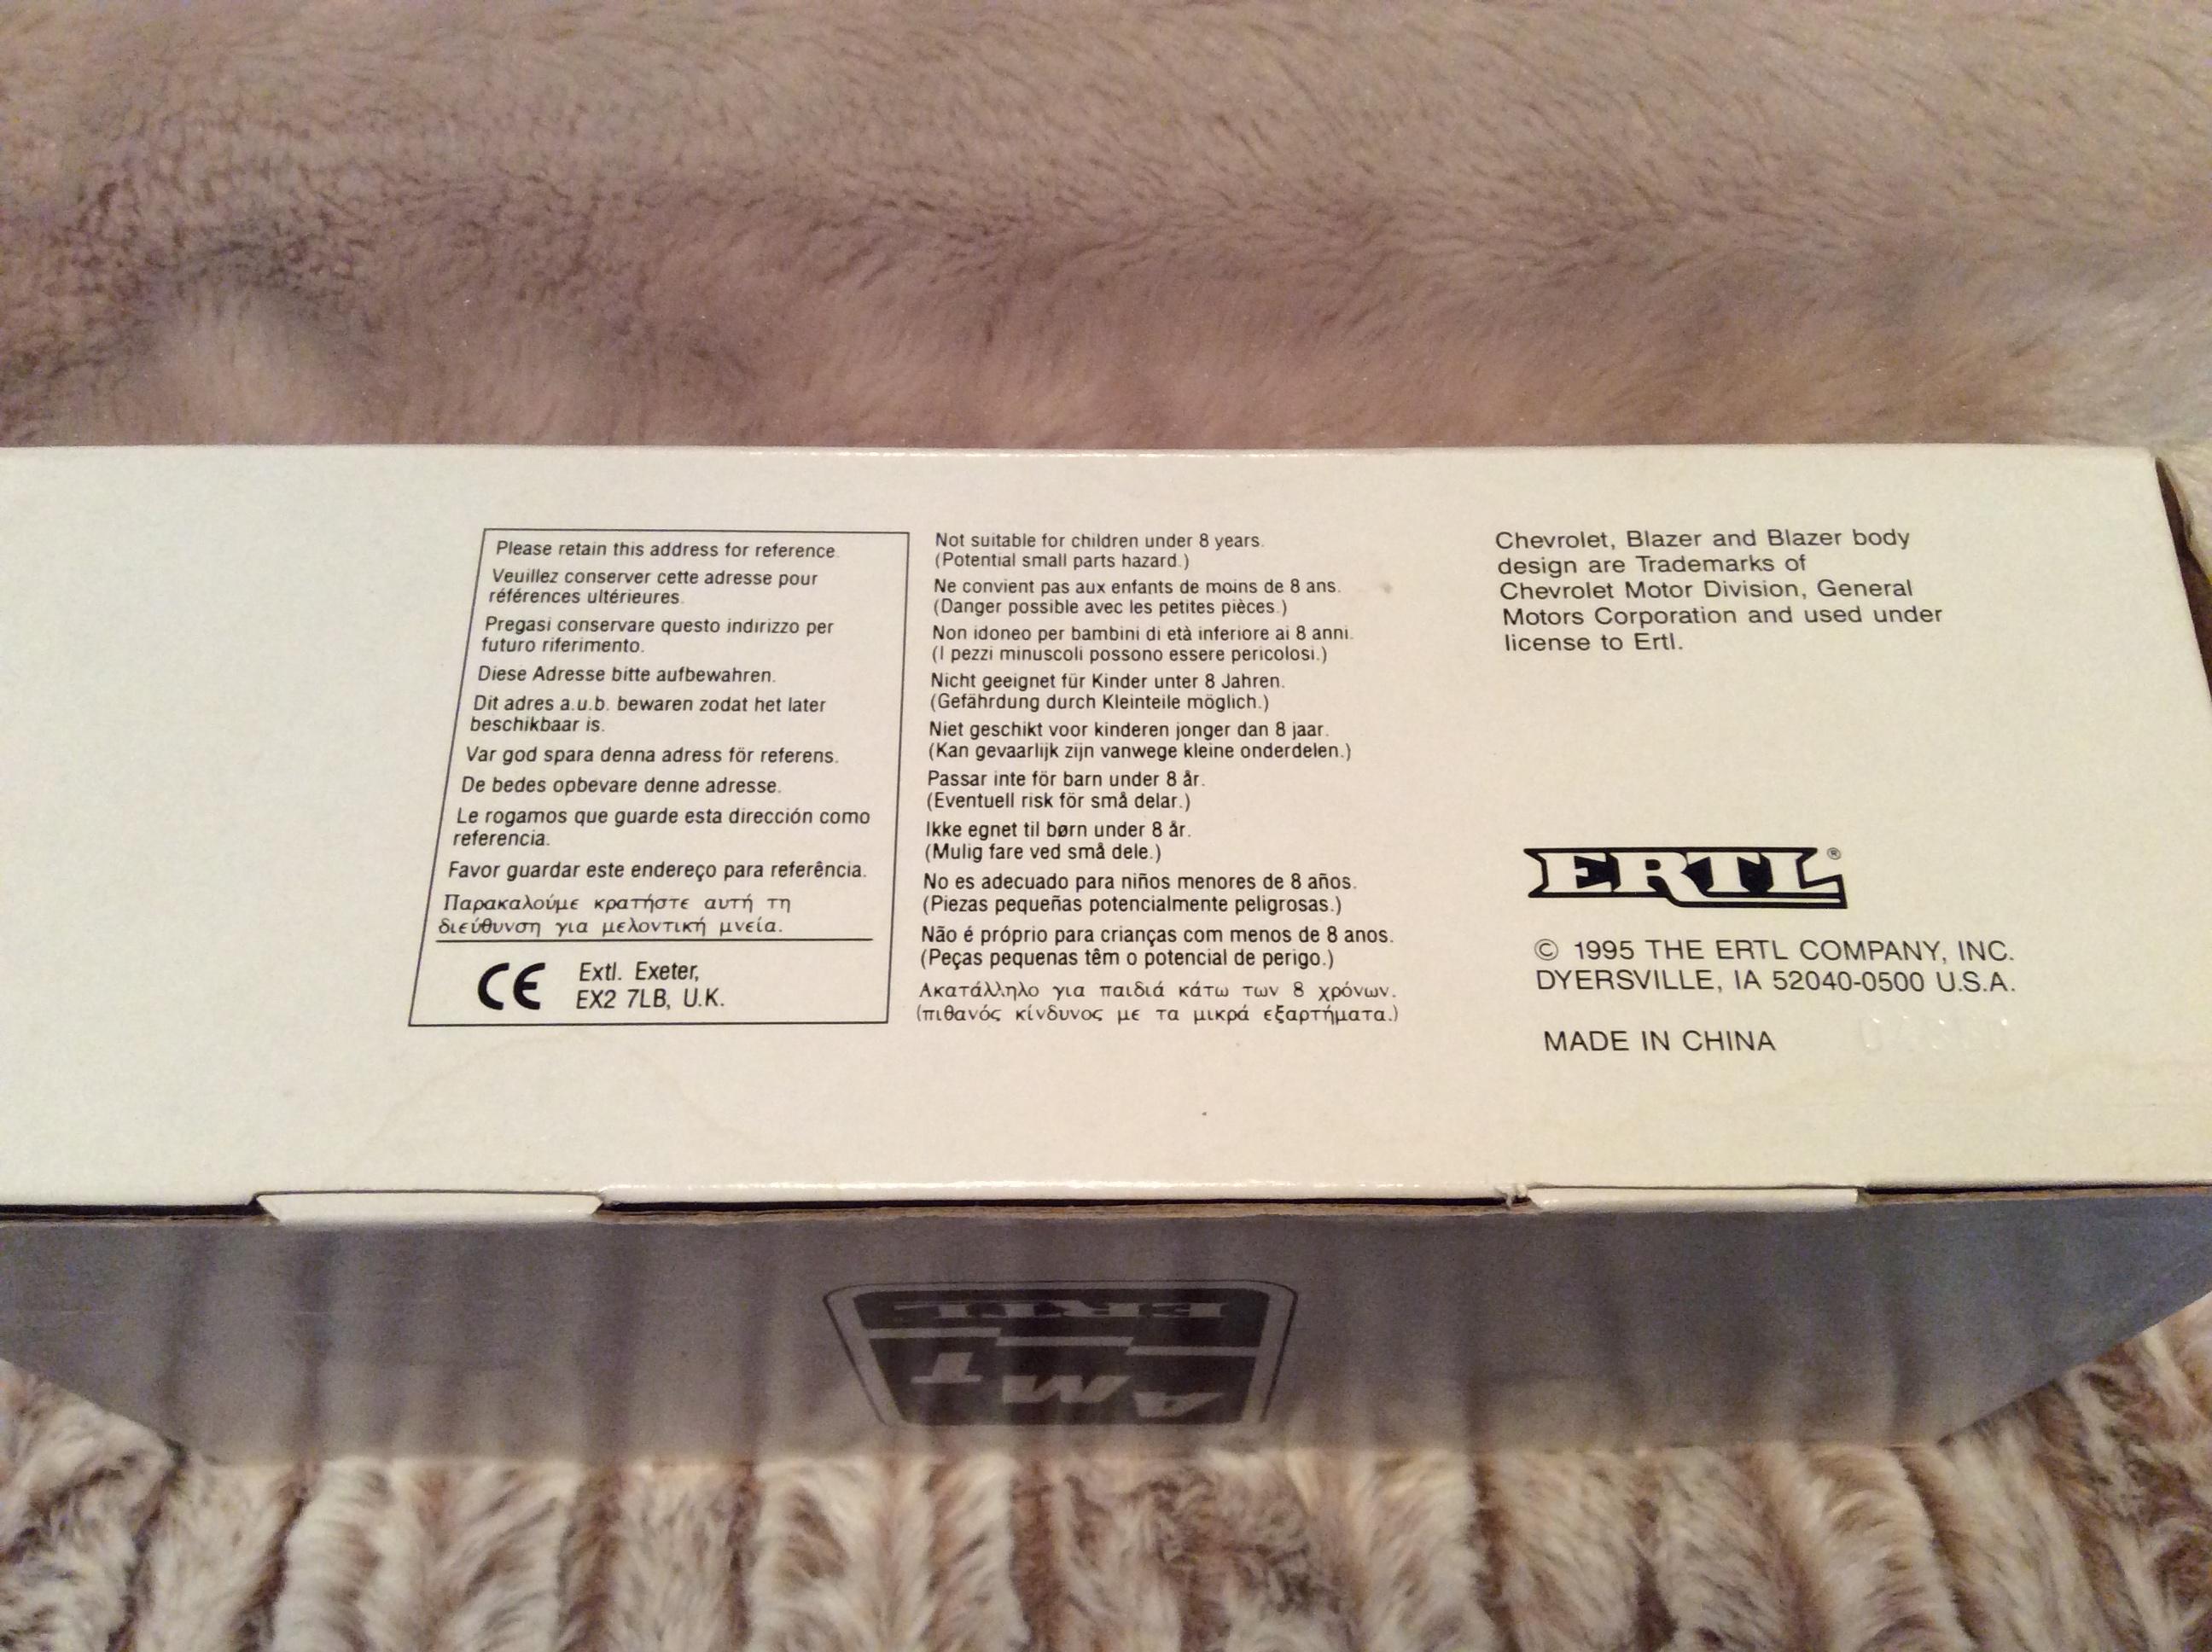 Please retain this address for reference.
Veuillez conserver cette adresse pour
références ultérieures.
Pregasi conservare questo indirizzo per
futuro riferimento.
Diese Adresse bitte aufbewahren.
Dit adres a.u.b. bewaren zodat het later
beschikbaar is.
Var god spara denna adress för referens.
De bedes opbevare denne adresse.
Le rogamos que guarde esta dirección como
referencia.
Favor guardar este endereço para referência.
Παρακαλούμε κρατήστε αυτή τη
διεύθυνση για μελοντική μνεία.
CE
Extl. Exeter,
EX2 7LB, U.K.
Not suitable for children under 8 years.
(Potential small parts hazard.)
Ne convient pas aux enfants de moins de 8 ans.
(Danger possible avec les petites pièces.)
Non idoneo per bambini di età inferiore ai 8 anni.
(I pezzi minuscoli possono essere pericolosi.)
Nicht geeignet für Kinder unter 8 Jahren.
(Gefährdung durch Kleinteile möglich.)
Niet geschikt voor kinderen jonger dan 8 jaar.
(Kan gevaarlijk zijn vanwege kleine onderdelen.)
Passar inte för barn under 8 år.
(Eventuell risk för små delar.)
Ikke egnet til børn under 8 år.
(Mulig fare ved små dele.)
No es adecuado para niños menores de 8 años.
(Piezas pequeñas potencialmente peligrosas.)
Não é próprio para crianças com menos de 8 anos.
(Peças pequenas têm o potencial de perigo.)
Ακατάλληλο για παιδιά κάτω των 8 χρόνων.
(πιθανός κίνδυνος με τα μικρά εξαρτήματα.)
Chevrolet, Blazer and Blazer body
design are Trademarks of
Chevrolet Motor Division, General
Motors Corporation and used under
license to Ertl.
ERTL®
© 1995 THE ERTL COMPANY, INC.
DYERSVILLE, IA 52040-0500 U.S.A.
MADE IN CHINA
AMT
ERTL